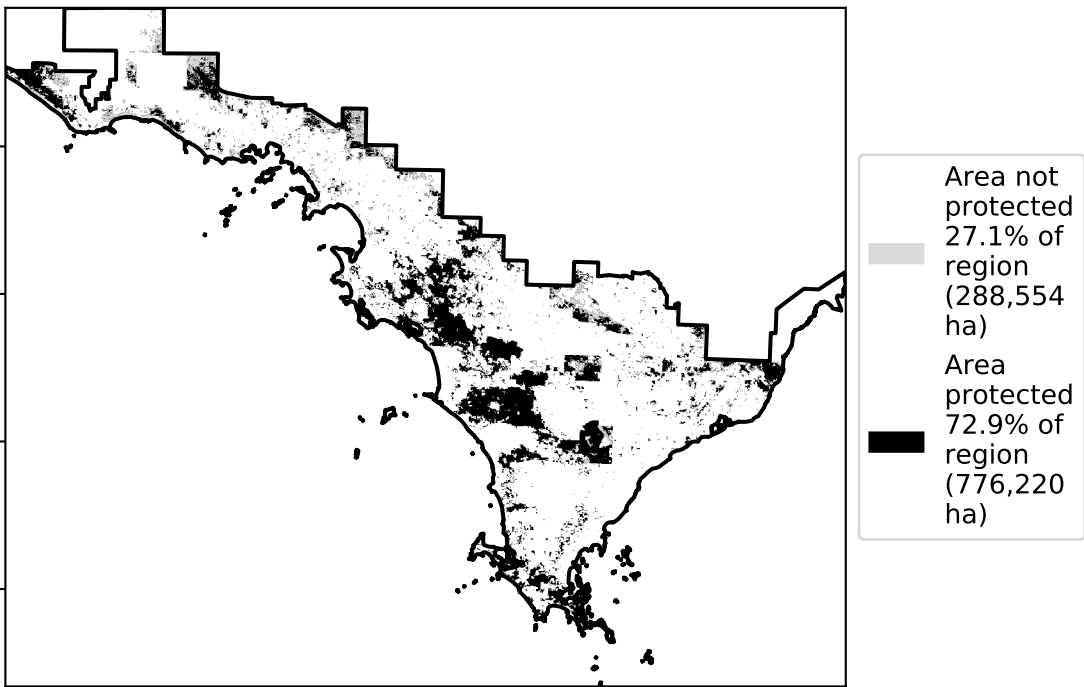 Area not
protected
27.1% of
region
(288,554
ha)
Area
protected
72.9% of
region
(776,220
ha)